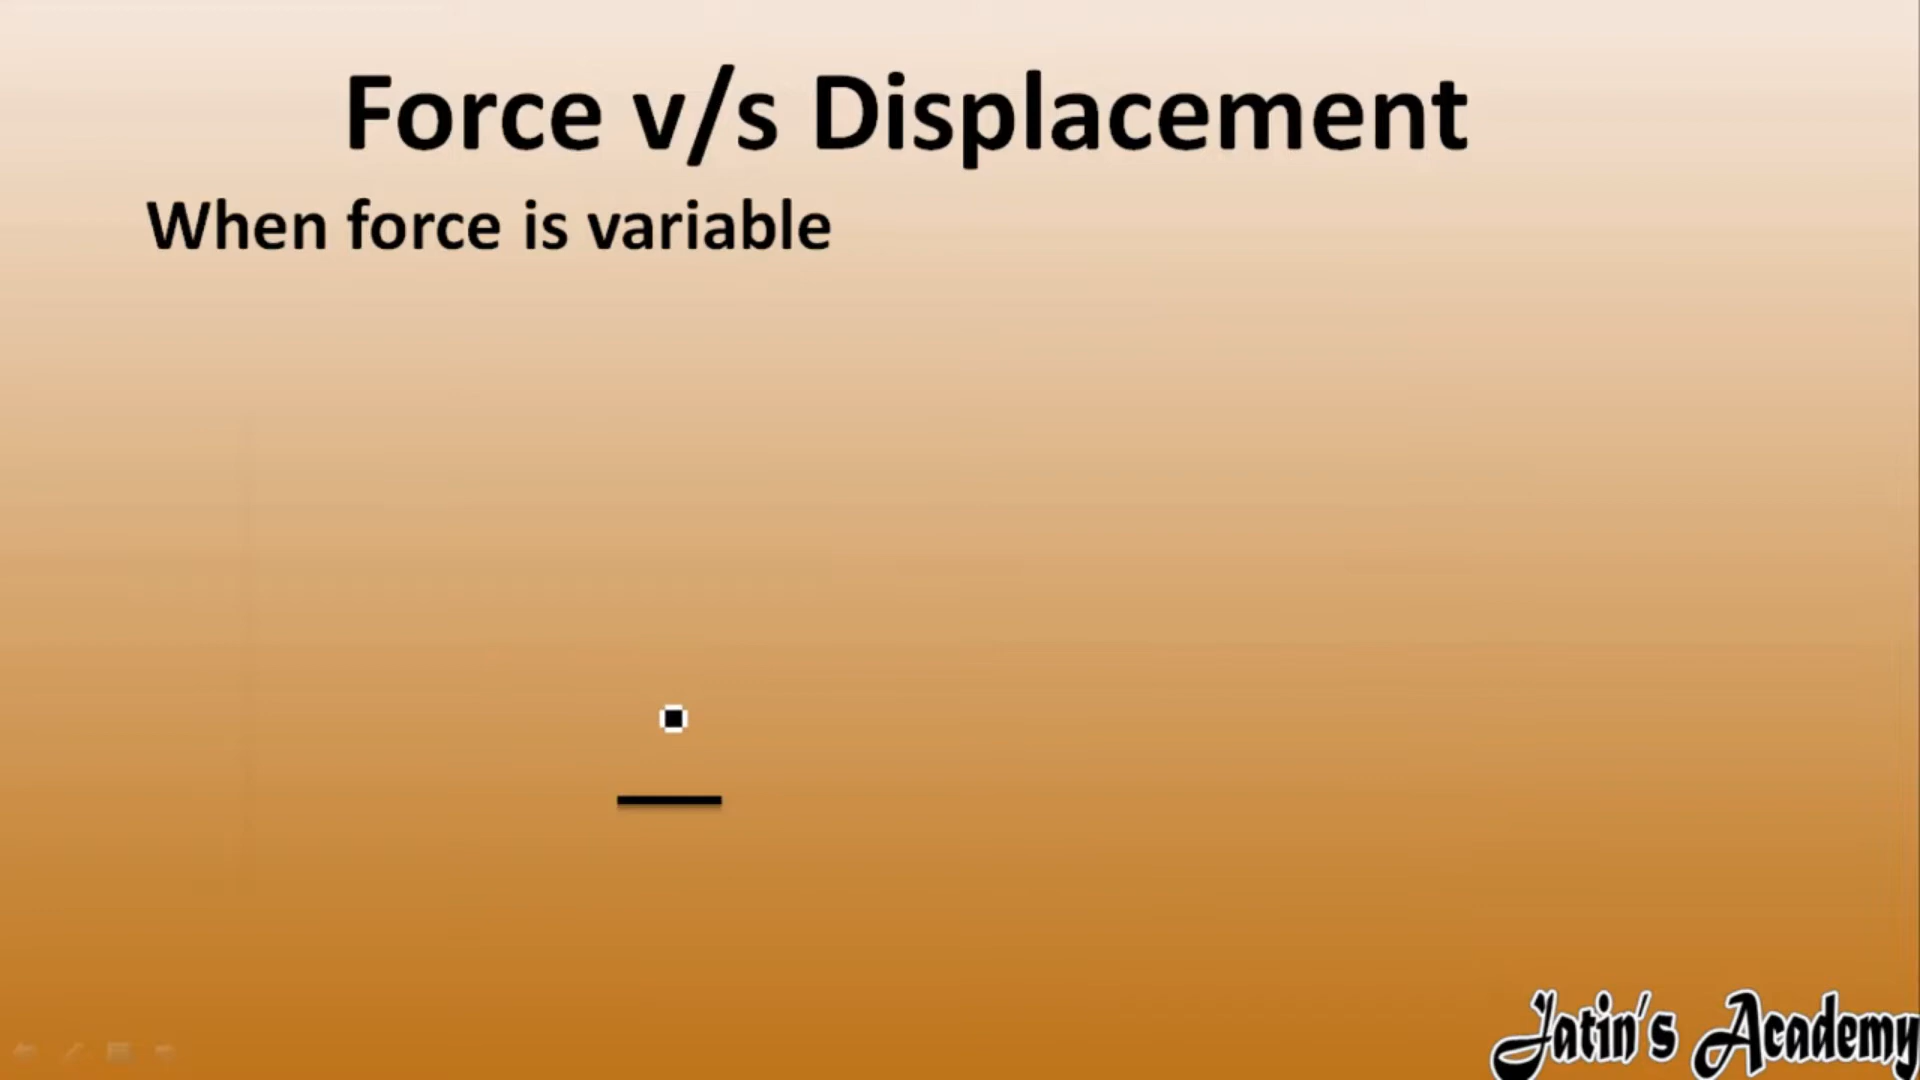 Force v/s Displacement
When force is variable
Jatin's Academy